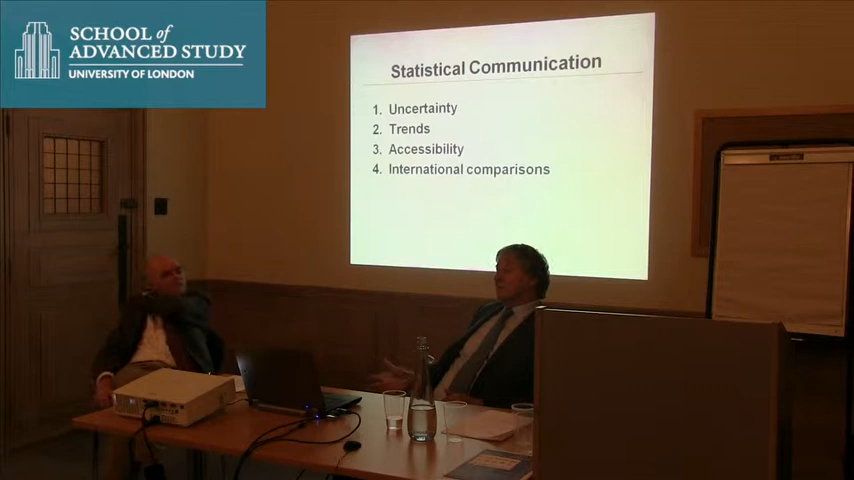 SCHOOL of
ADVANCED STUDY
UNIVERSITY OF LONDON
Statistical Communication
1. Uncertainty
2. Trends
3. Accessibility
4. International comparisons